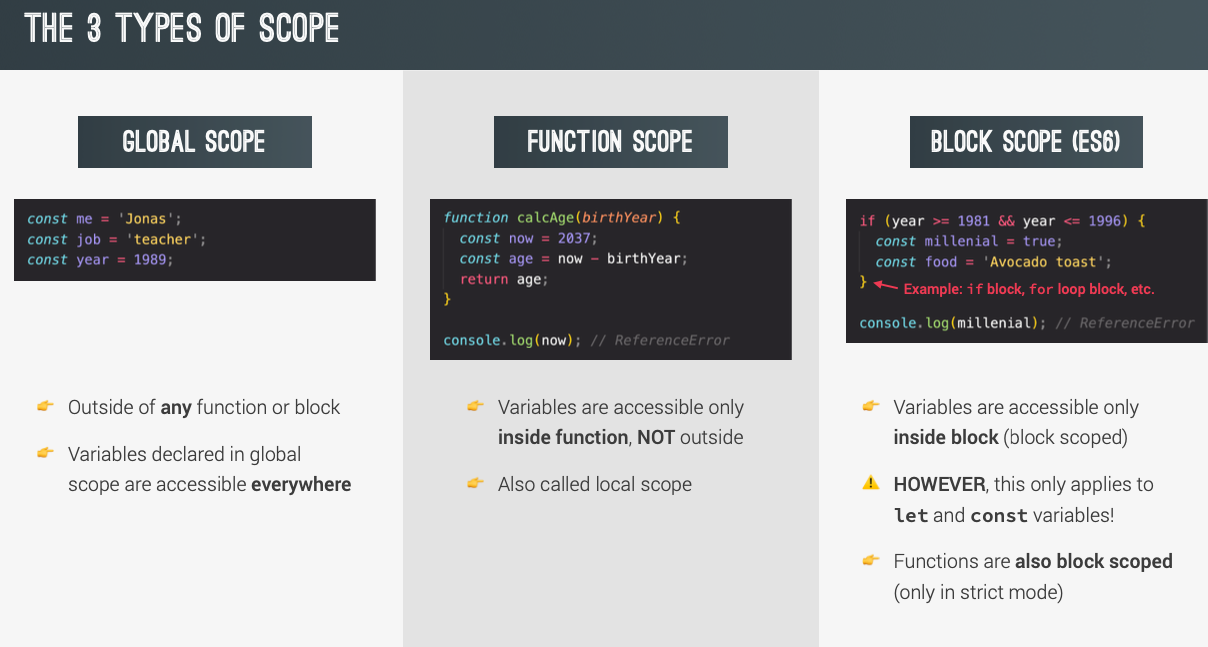 THE 3 TYPES OF SCOPE
GLOBAL SCOPE
const me = 'Jonas';
const job = 'teacher';
const year = 1989;
Outside of any function or block
Variables declared in global
scope are accessible everywhere
FUNCTION SCOPE
function calcAge(birthYear) {
const now = 2037;
const age = now − birthYear;
return age;
}
console.log(now); // ReferenceError
Variables are accessible only
inside function, NOT outside
Also called local scope
BLOCK SCOPE (ES6)
if (year >= 1981 && year <= 1996) {
const millenial = true;
const food = 'Avocado toast';
}
Example: if block, for loop block, etc.
console.log(millenial); // ReferenceError
Variables are accessible only
inside block (block scoped)
HOWEVER, this only applies to
let and const variables!
Functions are also block scoped
(only in strict mode)